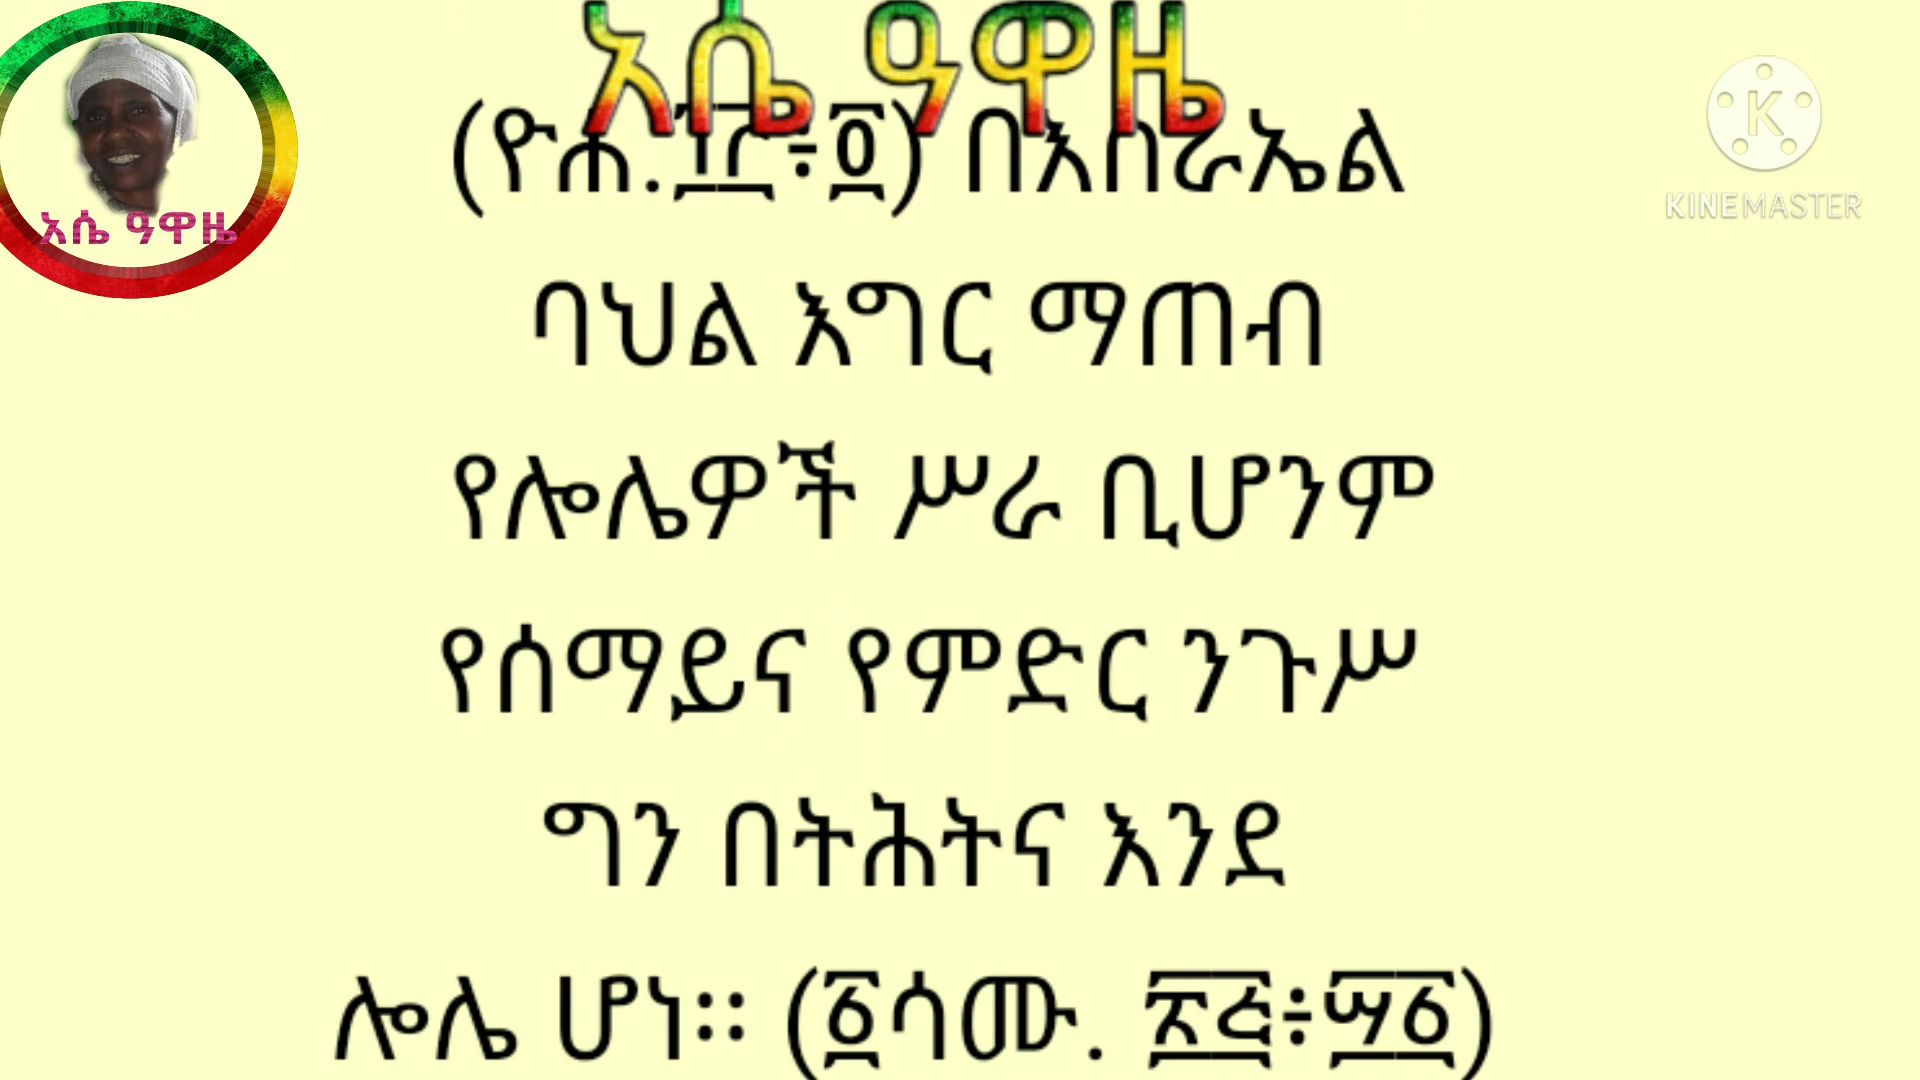 አሴ ዓዋዜ
አሴ ዓዋዜ
KINEMASTER
(ዮሐ.፲፫፥፬) በእስራኤል
ባህል እግር ማጠብ
የሎሌዎች ሥራ ቢሆንም
የሰማይና የምድር ንጉሥ
ግን በትሕትና እንደ
ሎሌ ሆነ። (፩ሳሙ. ፳፭፥፵፩)